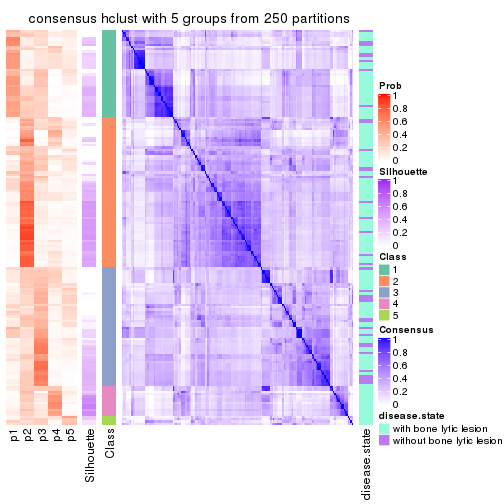 consensus hclust with 5 groups from 250 partitions
Prob
1
0.8
0.6
0.4
0.2
0
Silhouette
1
0.8
0.6
0.4
0.2
0
Class
1
2
3
4
5
Consensus
1
0.8
0.6
0.4
0.2
0
disease.state
with bone lytic lesion
without bone lytic lesion
p1
p2
p3
p4
p5
Silhouette
Class
disease.state